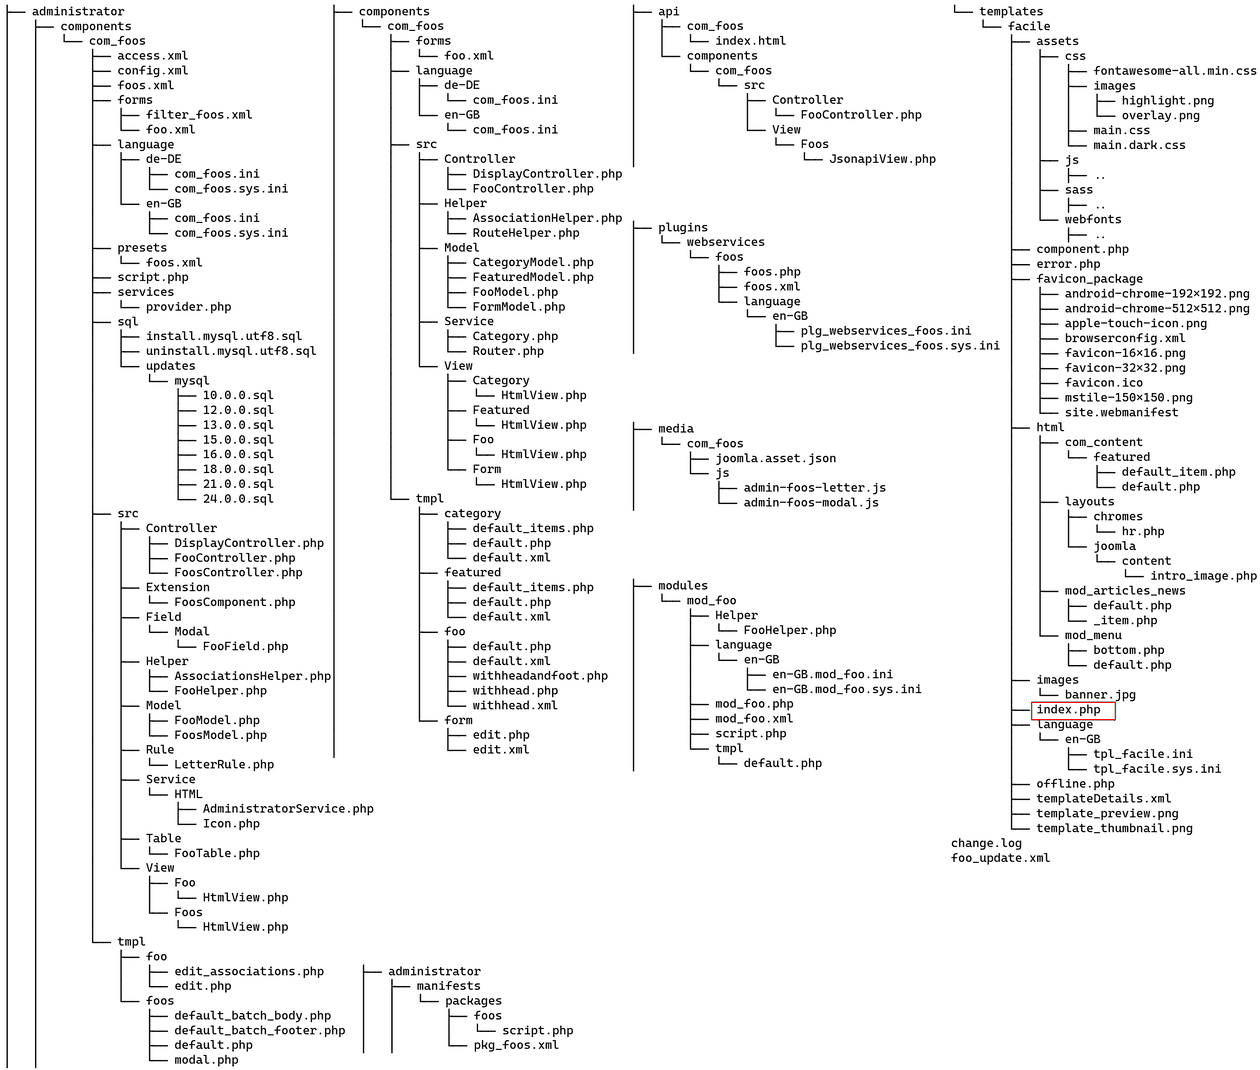 administrator
components
com_foos
access.xml
config.xml
foos.xml
forms
filter_foos.xml
foo.xml
language
de-DE
com_foos.ini
com_foos.sys.ini
en-GB
com_foos.ini
com_foos.sys.ini
presets
foos.xml
script.php
services
provider.php
sql
install.mysql.utf8.sql
uninstall.mysql.utf8.sql
updates
mysql
10.0.0.sql
12.0.0.sql
13.0.0.sql
15.0.0.sql
16.0.0.sql
18.0.0.sql
21.0.0.sql
24.0.0.sql
src
Controller
DisplayController.php
FooController.php
FoosController.php
Extension
FoosComponent.php
Field
Modal
FooField.php
Helper
AssociationsHelper.php
FooHelper.php
Model
FooModel.php
FoosModel.php
Rule
LetterRule.php
Service
HTML
AdministratorService.php
Icon.php
Table
FooTable.php
View
Foo
HtmlView.php
Foos
HtmlView.php
tmpl
foo
edit_associations.php
edit.php
foos
default_batch_body.php
default_batch_footer.php
default.php
modal.php
components
com_foos
forms
foo.xml
language
de-DE
com_foos.ini
en-GB
com_foos.ini
src
Controller
DisplayController.php
FooController.php
Helper
AssociationHelper.php
RouteHelper.php
Model
CategoryModel.php
FeaturedModel.php
FooModel.php
FormModel.php
Service
Category.php
Router.php
View
Category
HtmlView.php
Featured
HtmlView.php
Foo
HtmlView.php
Form
HtmlView.php
tmpl
category
default_items.php
default.php
default.xml
featured
default_items.php
default.php
default.xml
foo
default.php
default.xml
withheadandfoot.php
withhead.php
withhead.xml
form
edit.php
edit.xml
administrator
manifests
packages
foos
script.php
pkg_foos.xml
api
com_foos
index.html
components
com_foos
src
Controller
FooController.php
View
Foos
JsonapiView.php
plugins
webservices
foos
foos.php
foos.xml
language
en-GB
plg_webservices_foos.ini
plg_webservices_foos.sys.ini
media
com_foos
joomla.asset.json
js
admin-foos-letter.js
admin-foos-modal.js
modules
mod_foo
Helper
FooHelper.php
language
en-GB
en-GB.mod_foo.ini
en-GB.mod_foo.sys.ini
mod_foo.php
mod_foo.xml
script.php
tmpl
default.php
templates
facile
assets
css
fontawesome-all.min.css
images
highlight.png
overlay.png
main.css
main.dark.css
js
..
sass
..
webfonts
..
component.php
error.php
favicon_package
android-chrome-192×192.png
android-chrome-512×512.png
apple-touch-icon.png
browserconfig.xml
favicon-16×16.png
favicon-32×32.png
favicon.ico
mstile-150×150.png
site.webmanifest
html
com_content
featured
default_item.php
default.php
layouts
chromes
hr.php
joomla
content
intro_image.php
mod_articles_news
default.php
_item.php
mod_menu
bottom.php
default.php
images
banner.jpg
index.php
language
en-GB
tpl_facile.ini
tpl_facile.sys.ini
offline.php
templateDetails.xml
template_preview.png
template_thumbnail.png
change.log
foo_update.xml